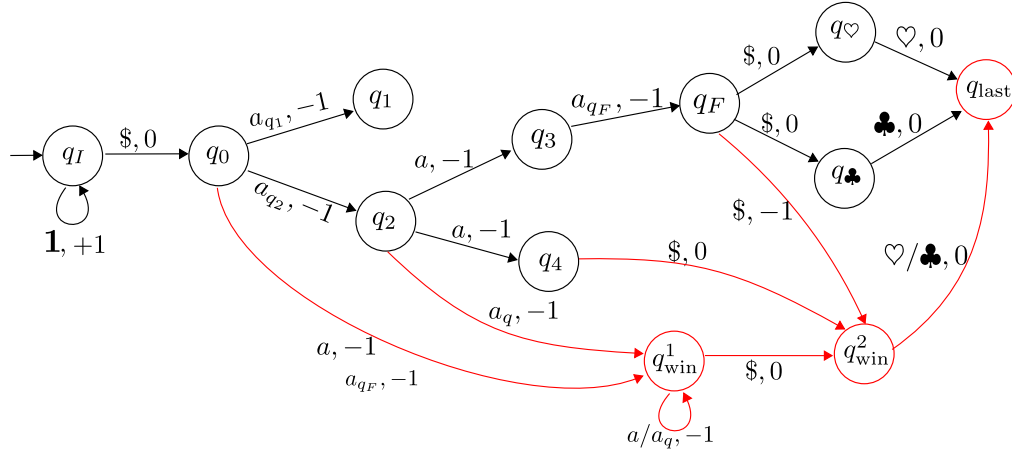 q♡
♡, 0
$, 0
q_last
q_1
a_{q_1}, −1
a_{q_F}, −1
q_F
$, 0
♣, 0
$, 0
q_3
q_I
q_0
a, −1
q♣
a_{q_2}, −1
q_2
$, −1
1, +1
a, −1
q_4
$, 0
♡/♣, 0
a_q, −1
a, −1
q^1_win
q^2_win
a_{q_F}, −1
$, 0
a/a_q, −1